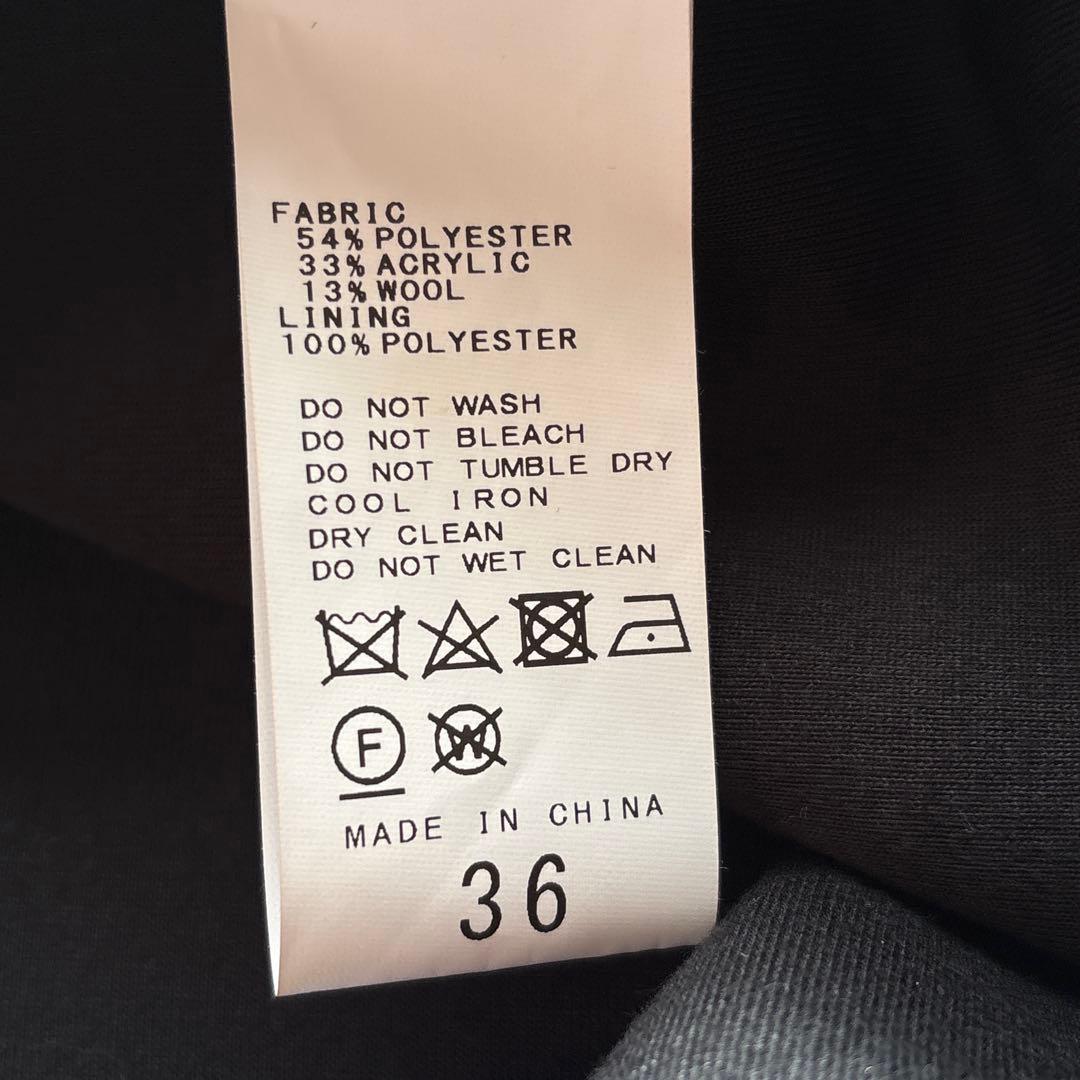 FABRIC
54% POLYESTER
33% ACRYLIC
13% WOOL
LINING
100% POLYESTER
DO NOT WASH
DO NOT BLEACH
DO NOT TUMBLE DRY
COOL IRON
DRY CLEAN
DO NOT WET CLEAN
F W
MADE IN CHINA
36